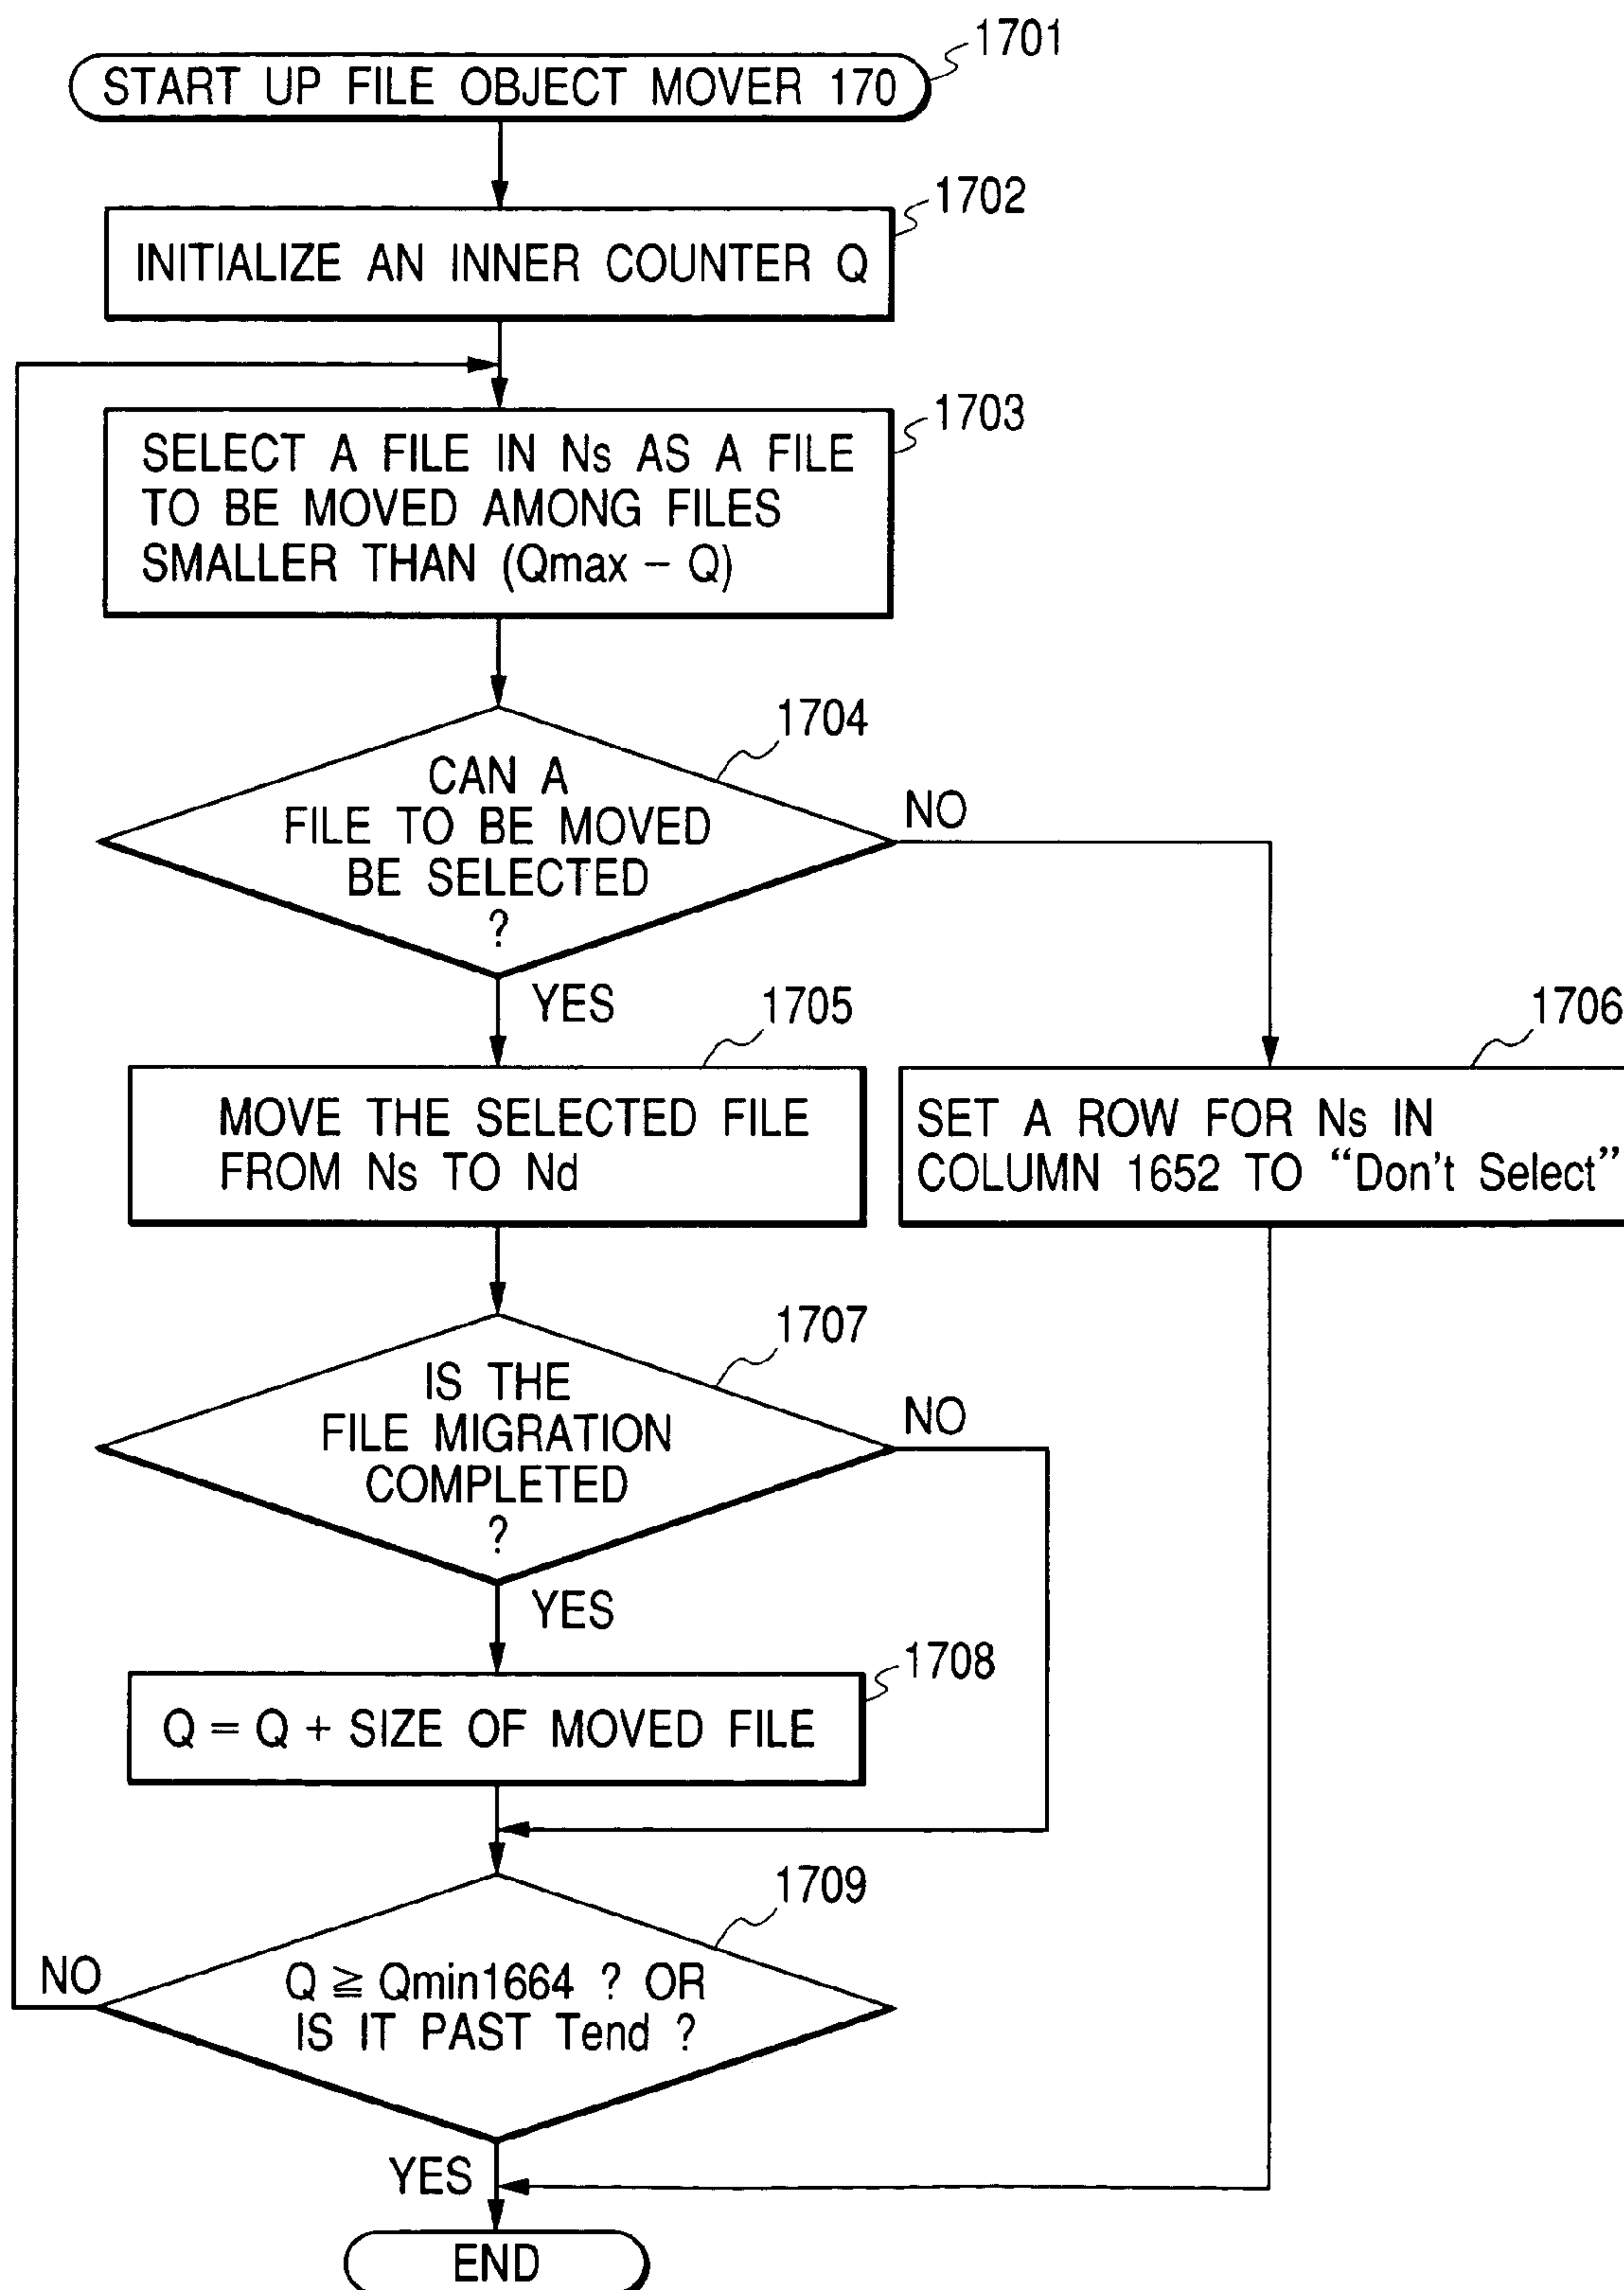 1701
START UP FILE OBJECT MOVER 170
1702
INITIALIZE AN INNER COUNTER Q
1703
SELECT A FILE IN Ns AS A FILE
TO BE MOVED AMONG FILES
SMALLER THAN (Qmax – Q)
1704
CAN A
FILE TO BE MOVED
BE SELECTED
?
NO
YES
1705
MOVE THE SELECTED FILE
FROM Ns TO Nd
1706
SET A ROW FOR Ns IN
COLUMN 1652 TO “Don't Select”
1707
IS THE
FILE MIGRATION
COMPLETED
?
NO
YES
1708
Q = Q + SIZE OF MOVED FILE
1709
Q ≧ Qmin1664 ? OR
IS IT PAST Tend ?
NO
YES
END